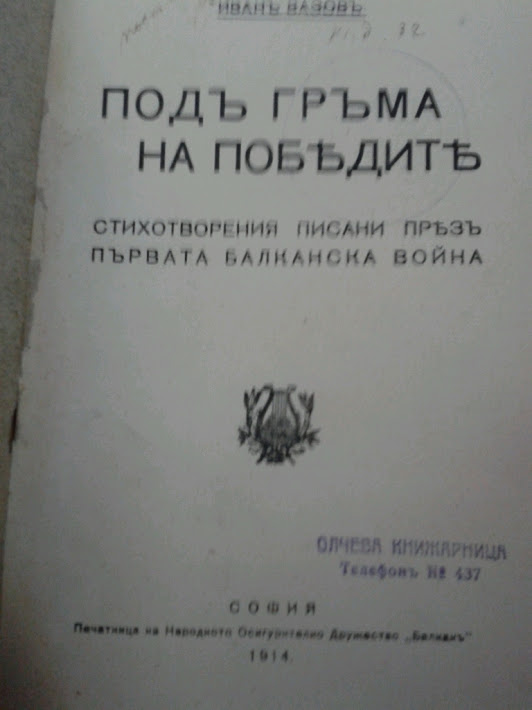 ИВАНЪ ВАЗОВЪ
ПОДЪ ГРЪМА
НА ПОБѢДИТѢ
СТИХОТВОРЕНИЯ ПИСАНИ ПРѢЗЪ
ПЪРВАТА БАЛКАНСКА ВОЙНА
ОЛЧЕВА КНИЖАРНИЦА
Телефонъ № 437
СОФИЯ
Печатница на Народното Осигурително Дружество „Балканъ“
1914